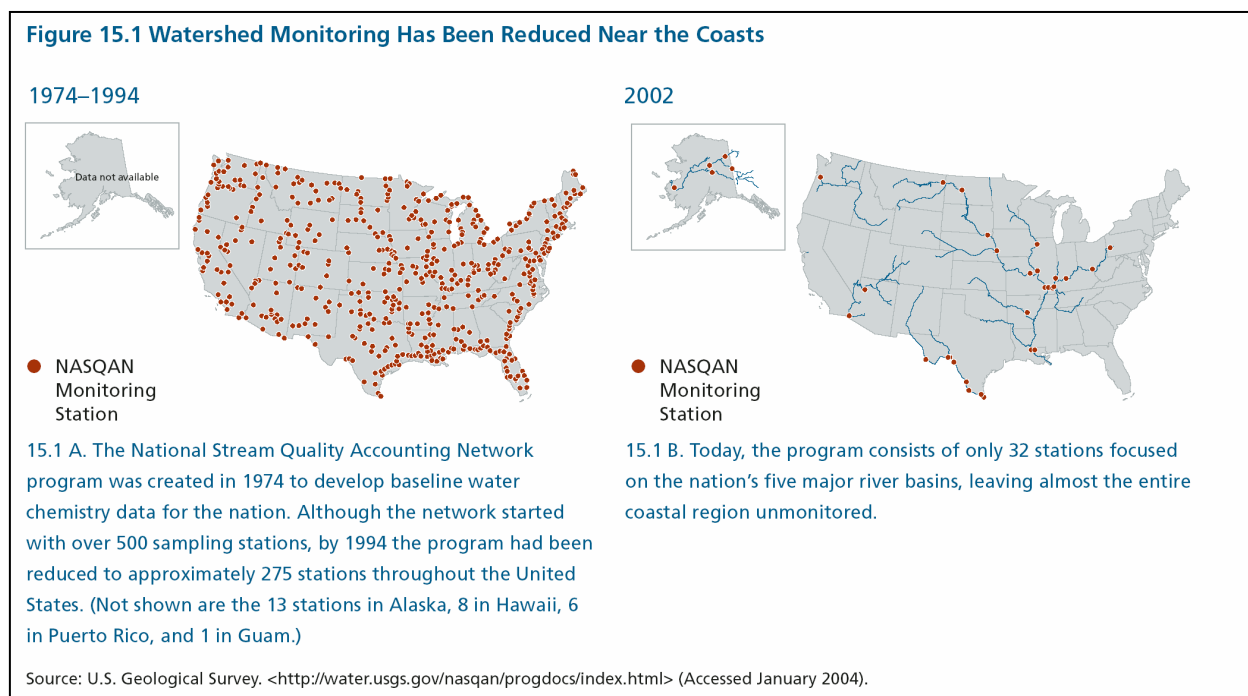 Figure 15.1 Watershed Monitoring Has Been Reduced Near the Coasts
1974–1994
Data not available
NASQAN
Monitoring
Station
15.1 A. The National Stream Quality Accounting Network
program was created in 1974 to develop baseline water
chemistry data for the nation. Although the network started
with over 500 sampling stations, by 1994 the program had been
reduced to approximately 275 stations throughout the United
States. (Not shown are the 13 stations in Alaska, 8 in Hawaii, 6
in Puerto Rico, and 1 in Guam.)
2002
NASQAN
Monitoring
Station
15.1 B. Today, the program consists of only 32 stations focused
on the nation’s five major river basins, leaving almost the entire
coastal region unmonitored.
Source: U.S. Geological Survey. <http://water.usgs.gov/nasqan/progdocs/index.html> (Accessed January 2004).